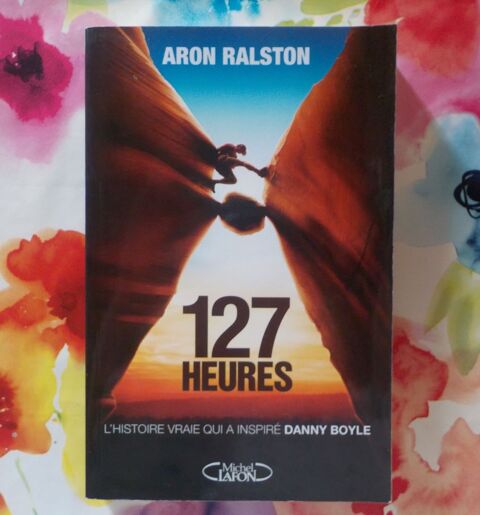 ARON RALSTON
127
HEURES
L'HISTOIRE VRAIE QUI A INSPIRÉ DANNY BOYLE
Michel
LAFON